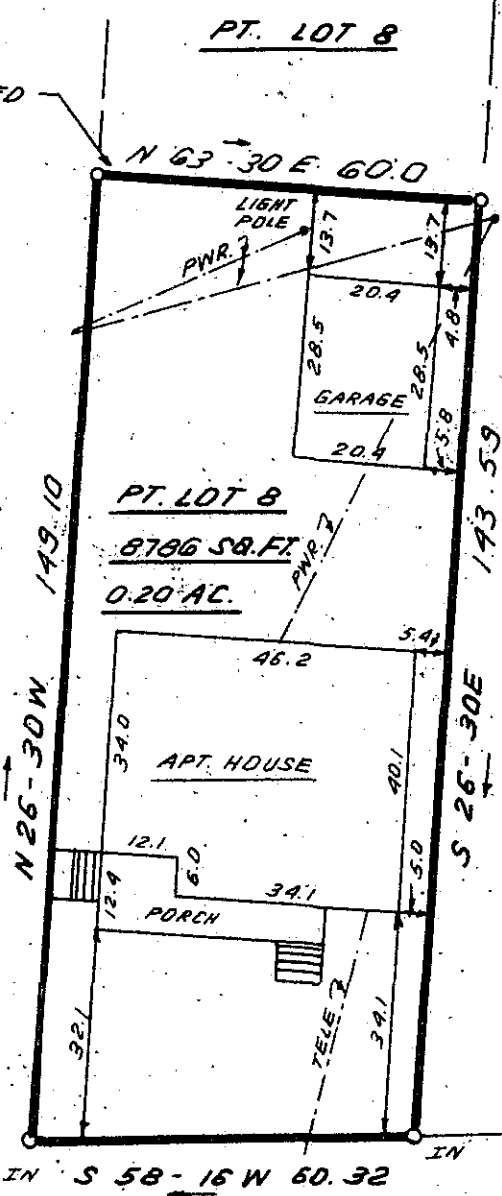 PT. LOT 8
ED
N 63-30 E 60.0
LIGHT
POLE
13.7
13.7
PWR.
20.4
4.8
28.5
28.5
GARAGE
5.8
20.4
149.10
143.59
PT. LOT 8
8786 SQ.FT.
0.20 AC.
PWR
5.4
46.2
N 26-30 W
34.0
APT. HOUSE
40.1
S 26-30E
12.1
6.0
5.0
12.4
34.1
PORCH
32.1
TELE
34.1
IN
IN
S 58-16 W 60.32